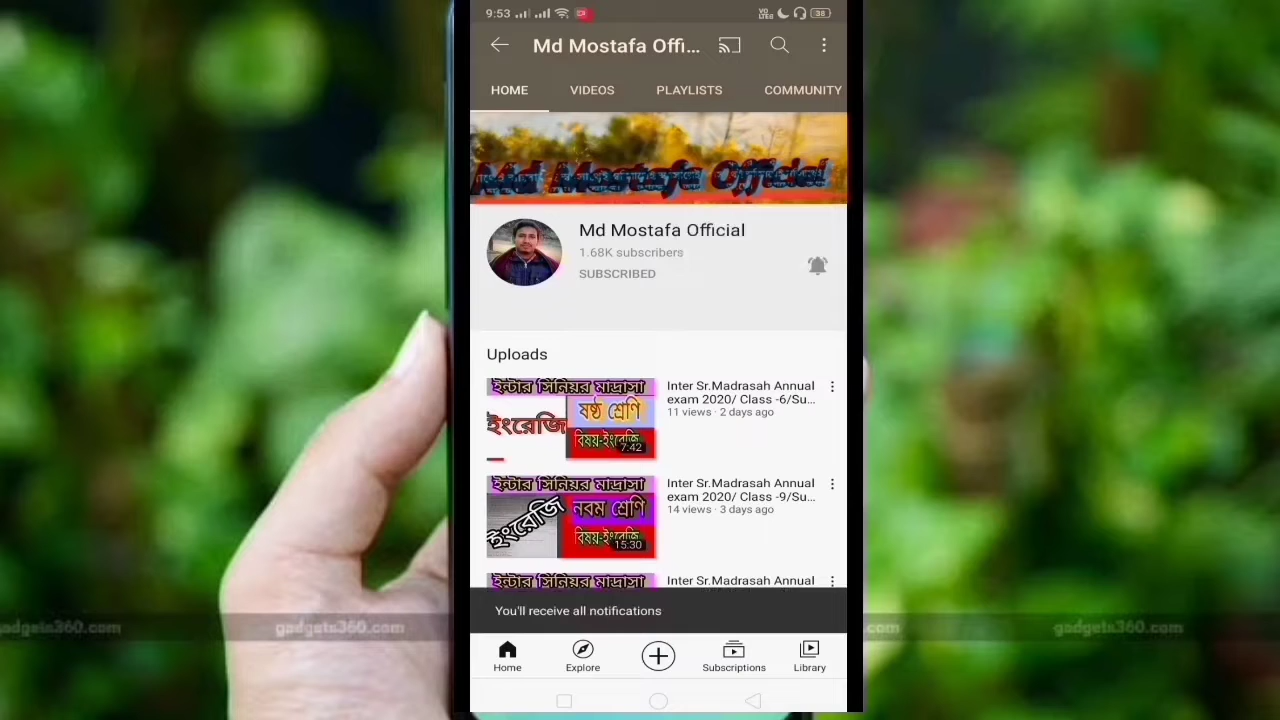 9:53
VO LTE2
38
Md Mostafa Offi...
HOME
VIDEOS
PLAYLISTS
COMMUNITY
Md Mostafa Official
Md Mostafa Official
1.68K subscribers
SUBSCRIBED
Uploads
ইন্টার সিনিয়র মাদ্রাসা
ইংরেজি
ষষ্ঠ শ্রেণি
বিষয়-ইংরেজি
7:42
Inter Sr.Madrasah Annual
exam 2020/ Class -6/Su...
11 views · 2 days ago
ইন্টার সিনিয়র মাদ্রাসা
ইংরেজি
নবম শ্রেণি
বিষয়-ইংরেজি
15:30
Inter Sr.Madrasah Annual
exam 2020/ Class -9/Su...
14 views · 3 days ago
ইন্টার সিনিয়র মাদ্রাসা
Inter Sr.Madrasah Annual
You'll receive all notifications
Home
Explore
Subscriptions
Library
adgets360.com
gadgets360.com
.com
gadgets360.com